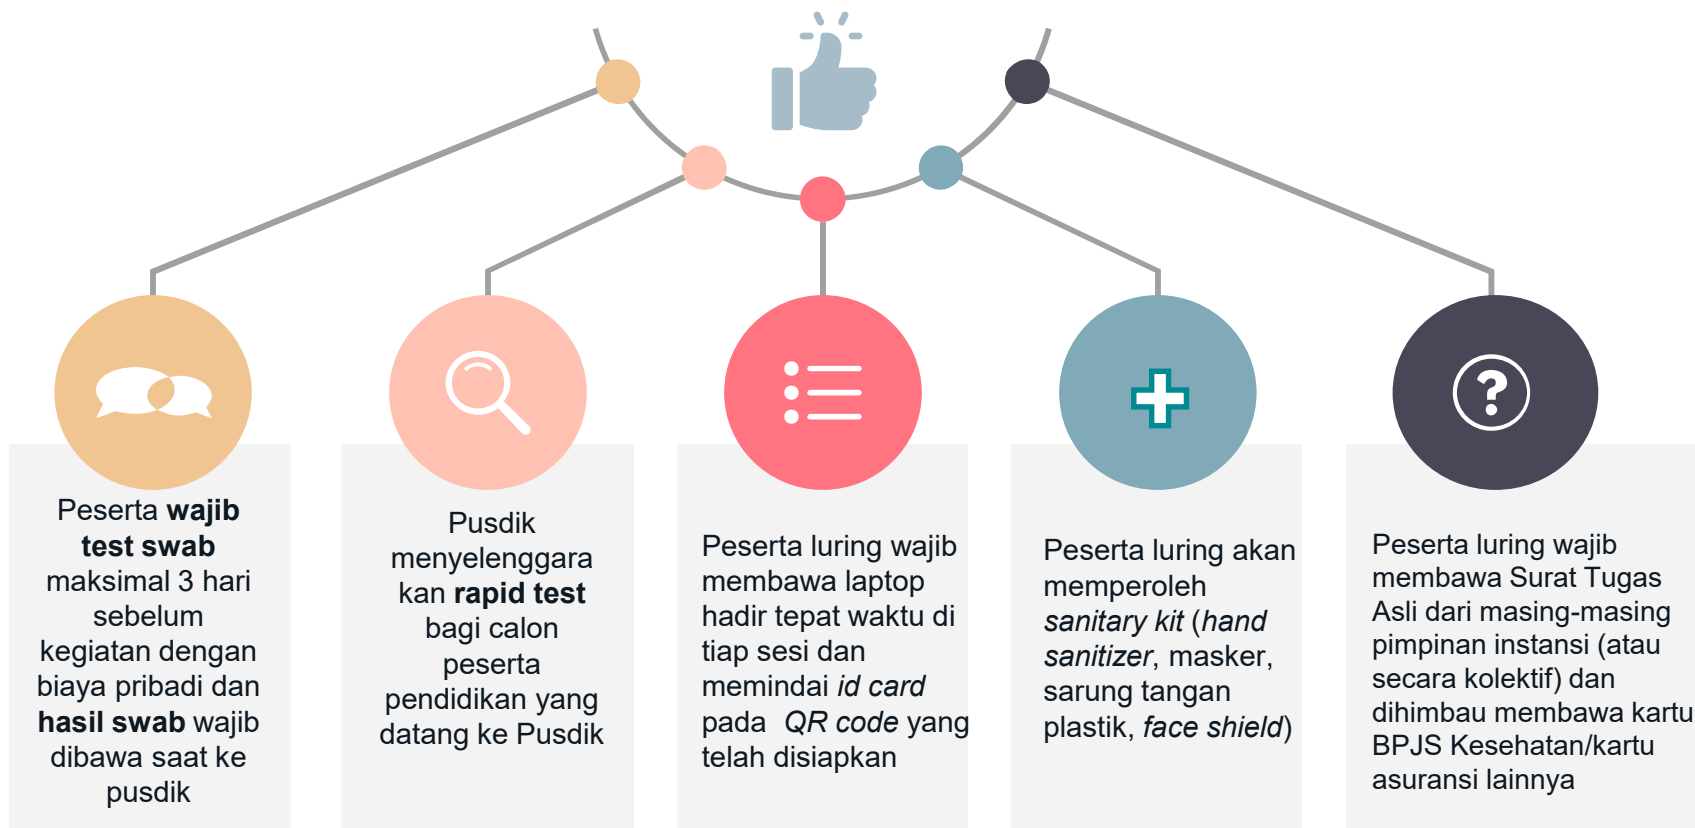 Peserta wajib
test swab
maksimal 3 hari
sebelum
kegiatan dengan
biaya pribadi dan
hasil swab wajib
dibawa saat ke
pusdik
Pusdik
menyelenggara
kan rapid test
bagi calon
peserta
pendidikan yang
datang ke Pusdik
Peserta luring wajib
membawa laptop
hadir tepat waktu di
tiap sesi dan
memindai id card
pada QR code yang
telah disiapkan
Peserta luring akan
memperoleh
sanitary kit (hand
sanitizer, masker,
sarung tangan
plastik, face shield)
Peserta luring wajib
membawa Surat Tugas
Asli dari masing-masing
pimpinan instansi (atau
secara kolektif) dan
dihimbau membawa kartu
BPJS Kesehatan/kartu
asuransi lainnya